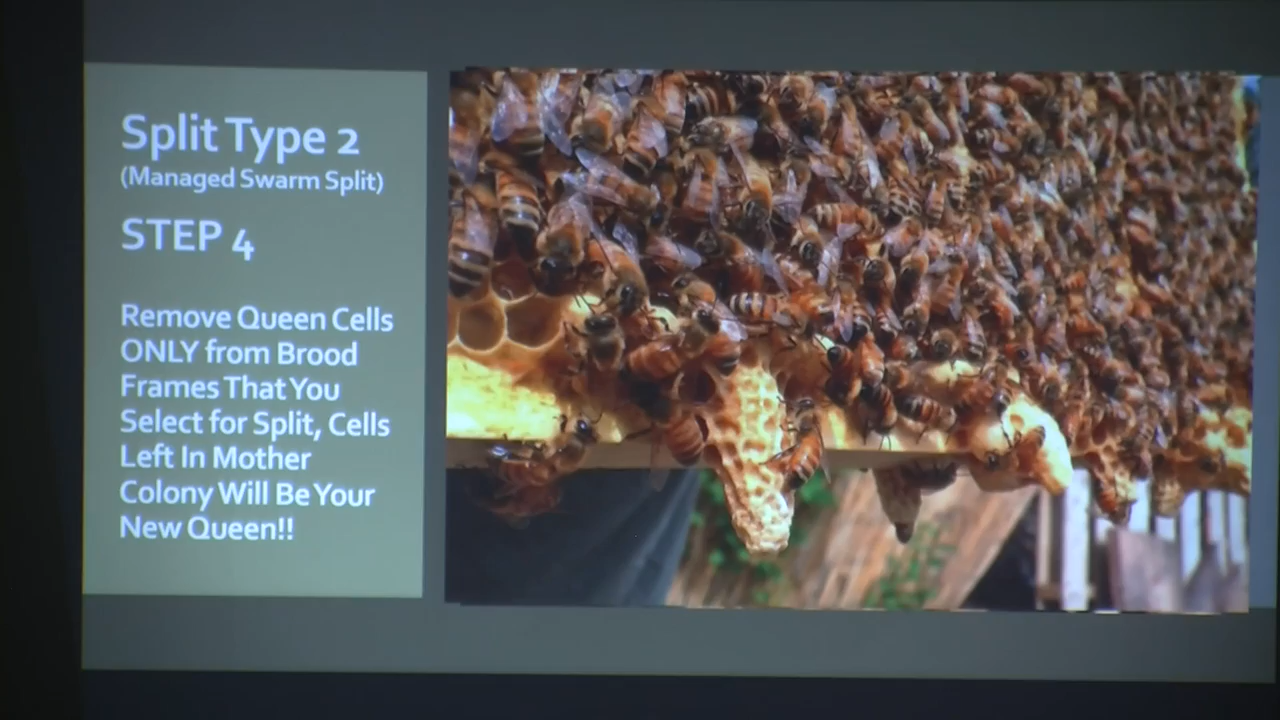 Split Type 2
(Managed Swarm Split)
STEP 4
Remove Queen Cells
ONLY from Brood
Frames That You
Select for Split, Cells
Left In Mother
Colony Will Be Your
New Queen!!